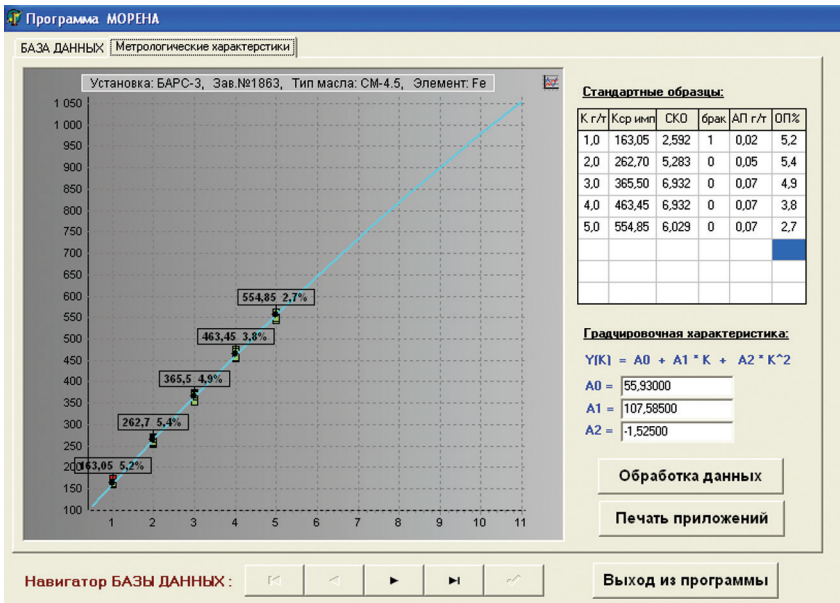 Программа МОРЕНА
БАЗА ДАННЫХ Метрологические характерстики
Установка: БАРС-3, Зав.№1863, Тип масла: СМ-4.5, Элемент: Fe
1 050
1 000
950
900
850
800
750
700
650
600
550
500
450
400
350
300
250
200
150
100
554,85 2,7%
463,45 3,8%
365,5 4,9%
262,7 5,4%
163,05 5,2%
1 2 3 4 5 6 7 8 9 10 11
Стандартные образцы:
К г/т Кср имп СКО брак АП г/т ОП%
1,0 163,05 2,592 1 0,02 5,2
2,0 262,70 5,283 0 0,05 5,4
3,0 365,50 6,932 0 0,07 4,9
4,0 463,45 6,932 0 0,07 3,8
5,0 554,85 6,029 0 0,07 2,7
Градчировочная характеристика:
Y(K) = A0 + A1 * K + A2 * K^2
A0 = 55,93000
A1 = 107,58500
A2 = -1,52500
Обработка данных
Печать приложений
Навигатор БАЗЫ ДАННЫХ :
Выход из программы